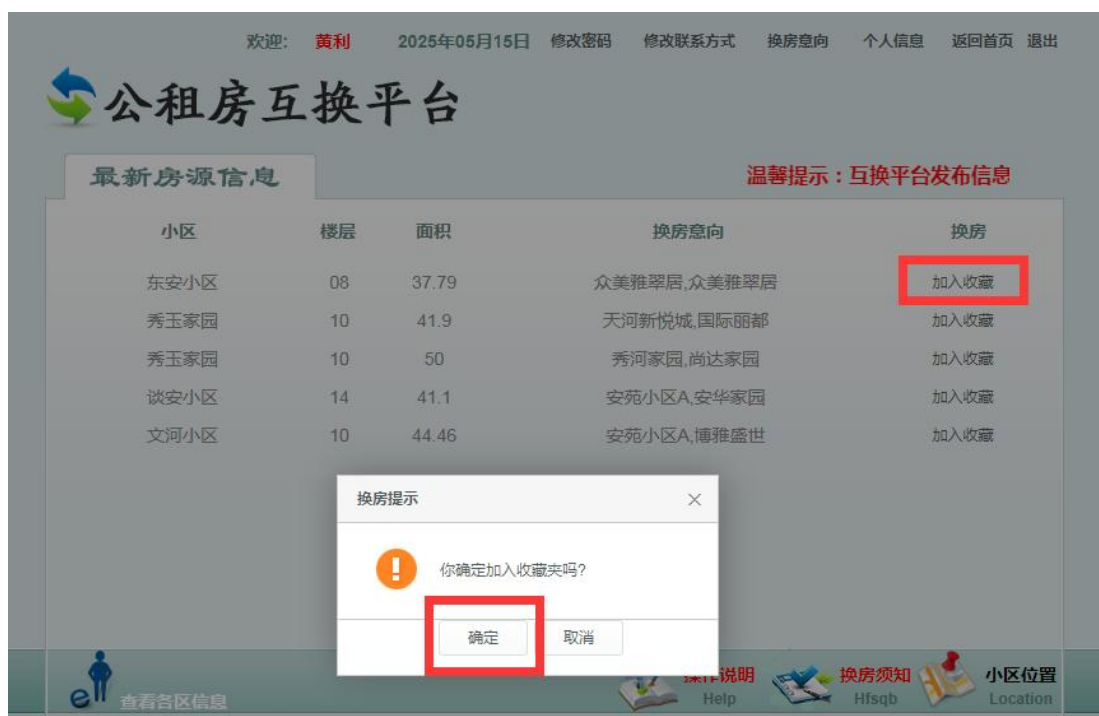 欢迎: 黄利 2025年05月15日 修改密码 修改联系方式 换房意向 个人信息 返回首页 退出
公租房互换平台
最新房源信息 温馨提示：互换平台发布信息
小区 楼层 面积 换房意向 换房
东安小区 08 37.79 众美雅翠居,众美雅翠居 加入收藏
秀玉家园 10 41.9 天河新悦城,国际丽都 加入收藏
秀玉家园 10 50 秀河家园,尚达家园 加入收藏
谈安小区 14 41.1 安苑小区A,安华家园 加入收藏
文河小区 10 44.46 安苑小区A,博雅盛世 加入收藏
换房提示
你确定加入收藏夹吗?
确定 取消
查看各区信息
操作说明 换房须知 小区位置
Help Hfsqb Location